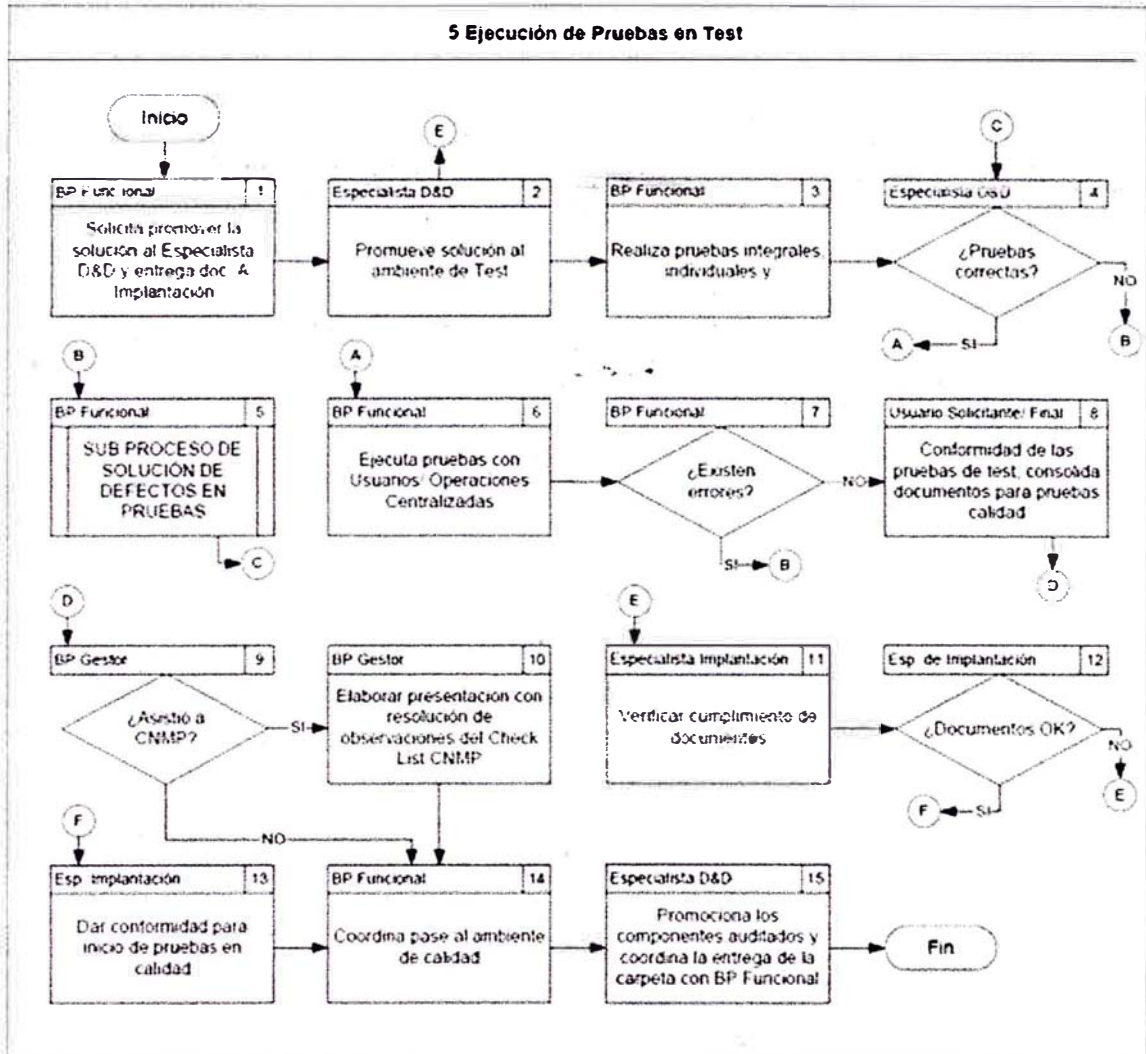 5 Ejecución de Pruebas en Test
Inicio
E
C
BP Funcional 1
Solicita promover la
solución al Especialista
D&D y entrega doc. A
Implantación
Especialista D&D 2
Promueve solución al
ambiente de Test
BP Funcional 3
Realiza pruebas integrales,
individuales y
Especialista D&D 4
¿Pruebas
correctas?
NO
B
SI
A
B
A
BP Funcional 5
SUB PROCESO DE
SOLUCIÓN DE
DEFECTOS EN
PRUEBAS
C
BP Funcional 6
Ejecuta pruebas con
Usuarios/ Operaciones
Centralizadas
BP Funcional 7
¿Existen
errores?
NO
SI
B
Usuario Solicitante/ Final 8
Conformidad de las
pruebas de test, consolida
documentos para pruebas
calidad
D
D
E
BP Gestor 9
¿Asistió a
CNMP?
SI
NO
BP Gestor 10
Elaborar presentación con
resolución de
observaciones del Check
List CNMP
Especialista Implantación 11
Verificar cumplimiento de
documentos
Esp. de Implantación 12
¿Documentos OK?
NO
E
SI
F
F
Esp. Implantación 13
Dar conformidad para
inicio de pruebas en
calidad
BP Funcional 14
Coordina pase al ambiente
de calidad
Especialista D&D 15
Promociona los
componentes auditados y
coordina la entrega de la
carpeta con BP Funcional
Fin